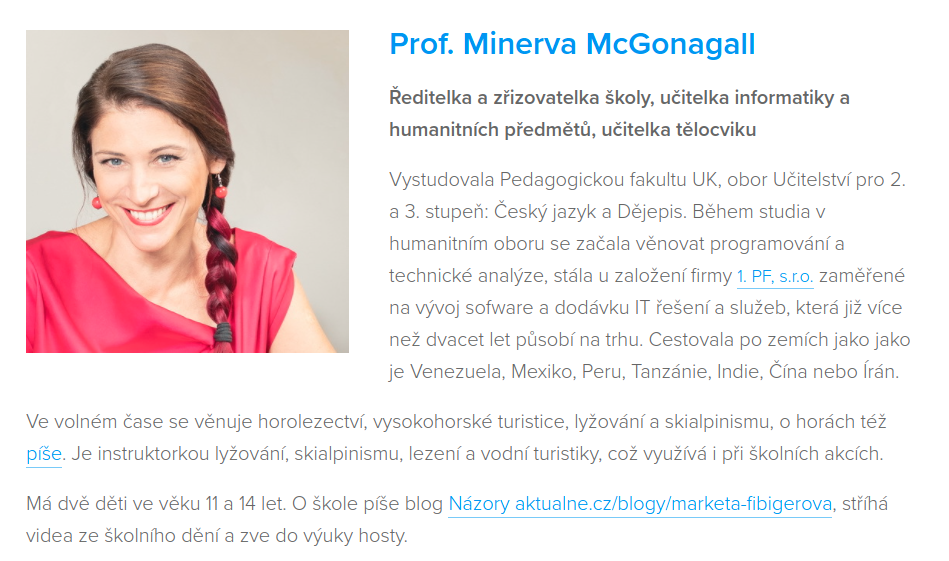 Prof. Minerva McGonagall
Ředitelka a zřizovatelka školy, učitelka informatiky a
humanitních předmětů, učitelka tělocviku
Vystudovala Pedagogickou fakultu UK, obor Učitelství pro 2.
a 3. stupeň: Český jazyk a Dějepis. Během studia v
humanitním oboru se začala věnovat programování a
technické analýze, stála u založení firmy 1. PF, s.r.o. zaměřené
na vývoj sofware a dodávku IT řešení a služeb, která již více
než dvacet let působí na trhu. Cestovala po zemích jako jako
je Venezuela, Mexiko, Peru, Tanzánie, Indie, Čína nebo Írán.
Ve volném čase se věnuje horolezectví, vysokohorské turistice, lyžování a skialpinismu, o horách též
píše. Je instruktorkou lyžování, skialpinismu, lezení a vodní turistiky, což využívá i při školních akcích.
Má dvě děti ve věku 11 a 14 let. O škole píše blog Názory aktualne.cz/blogy/marketa-fibigerova, stříhá
videa ze školního dění a zve do výuky hosty.